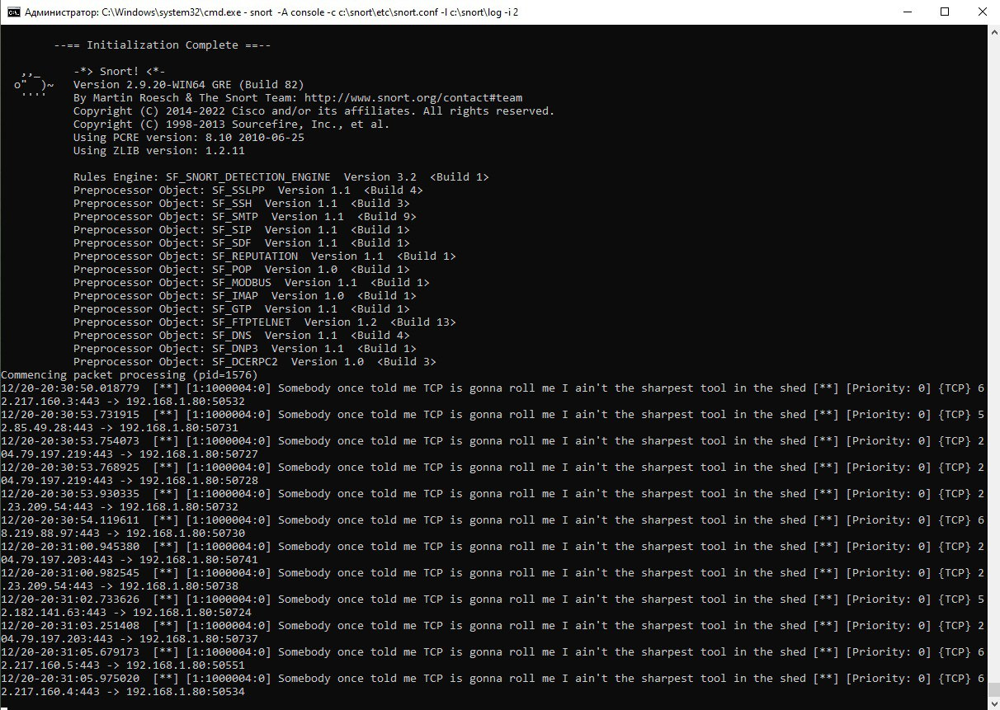 Администратор: C:\Windows\system32\cmd.exe - snort -A console -c c:\snort\etc\snort.conf -l c:\snort\log -i 2
--== Initialization Complete ==--
,,_ -*> Snort! <*-
o" )~ Version 2.9.20-WIN64 GRE (Build 82)
'''' By Martin Roesch & The Snort Team: http://www.snort.org/contact#team
Copyright (C) 2014-2022 Cisco and/or its affiliates. All rights reserved.
Copyright (C) 1998-2013 Sourcefire, Inc., et al.
Using PCRE version: 8.10 2010-06-25
Using ZLIB version: 1.2.11
Rules Engine: SF_SNORT_DETECTION_ENGINE Version 3.2 <Build 1>
Preprocessor Object: SF_SSLPP Version 1.1 <Build 4>
Preprocessor Object: SF_SSH Version 1.1 <Build 3>
Preprocessor Object: SF_SMTP Version 1.1 <Build 9>
Preprocessor Object: SF_SIP Version 1.1 <Build 1>
Preprocessor Object: SF_SDF Version 1.1 <Build 1>
Preprocessor Object: SF_REPUTATION Version 1.1 <Build 1>
Preprocessor Object: SF_POP Version 1.0 <Build 1>
Preprocessor Object: SF_MODBUS Version 1.1 <Build 1>
Preprocessor Object: SF_IMAP Version 1.0 <Build 1>
Preprocessor Object: SF_GTP Version 1.1 <Build 1>
Preprocessor Object: SF_FTPTELNET Version 1.2 <Build 13>
Preprocessor Object: SF_DNS Version 1.1 <Build 4>
Preprocessor Object: SF_DNP3 Version 1.1 <Build 1>
Preprocessor Object: SF_DCERPC2 Version 1.0 <Build 3>
Commencing packet processing (pid=1576)
12/20-20:30:50.018779 [**] [1:1000004:0] Somebody once told me TCP is gonna roll me I ain't the sharpest tool in the shed [**] [Priority: 0] {TCP} 6
2.217.160.3:443 -> 192.168.1.80:50532
12/20-20:30:53.731915 [**] [1:1000004:0] Somebody once told me TCP is gonna roll me I ain't the sharpest tool in the shed [**] [Priority: 0] {TCP} 5
2.85.49.28:443 -> 192.168.1.80:50731
12/20-20:30:53.754073 [**] [1:1000004:0] Somebody once told me TCP is gonna roll me I ain't the sharpest tool in the shed [**] [Priority: 0] {TCP} 2
04.79.197.219:443 -> 192.168.1.80:50727
12/20-20:30:53.768925 [**] [1:1000004:0] Somebody once told me TCP is gonna roll me I ain't the sharpest tool in the shed [**] [Priority: 0] {TCP} 2
04.79.197.219:443 -> 192.168.1.80:50728
12/20-20:30:53.930335 [**] [1:1000004:0] Somebody once told me TCP is gonna roll me I ain't the sharpest tool in the shed [**] [Priority: 0] {TCP} 2
.23.209.54:443 -> 192.168.1.80:50732
12/20-20:30:54.119611 [**] [1:1000004:0] Somebody once told me TCP is gonna roll me I ain't the sharpest tool in the shed [**] [Priority: 0] {TCP} 6
8.219.88.97:443 -> 192.168.1.80:50730
12/20-20:31:00.945380 [**] [1:1000004:0] Somebody once told me TCP is gonna roll me I ain't the sharpest tool in the shed [**] [Priority: 0] {TCP} 2
04.79.197.203:443 -> 192.168.1.80:50741
12/20-20:31:00.982545 [**] [1:1000004:0] Somebody once told me TCP is gonna roll me I ain't the sharpest tool in the shed [**] [Priority: 0] {TCP} 2
.23.209.54:443 -> 192.168.1.80:50738
12/20-20:31:02.733626 [**] [1:1000004:0] Somebody once told me TCP is gonna roll me I ain't the sharpest tool in the shed [**] [Priority: 0] {TCP} 5
2.182.141.63:443 -> 192.168.1.80:50724
12/20-20:31:03.251408 [**] [1:1000004:0] Somebody once told me TCP is gonna roll me I ain't the sharpest tool in the shed [**] [Priority: 0] {TCP} 2
04.79.197.203:443 -> 192.168.1.80:50737
12/20-20:31:05.679173 [**] [1:1000004:0] Somebody once told me TCP is gonna roll me I ain't the sharpest tool in the shed [**] [Priority: 0] {TCP} 6
2.217.160.5:443 -> 192.168.1.80:50551
12/20-20:31:05.975020 [**] [1:1000004:0] Somebody once told me TCP is gonna roll me I ain't the sharpest tool in the shed [**] [Priority: 0] {TCP} 6
2.217.160.4:443 -> 192.168.1.80:50534